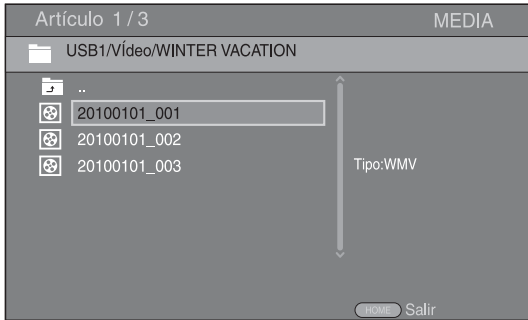 Artículo 1/3 MEDIA
USB1/Vídeo/WINTER VACATION
..
20100101_001
20100101_002
20100101_003
Tipo:WMV
HOME Salir